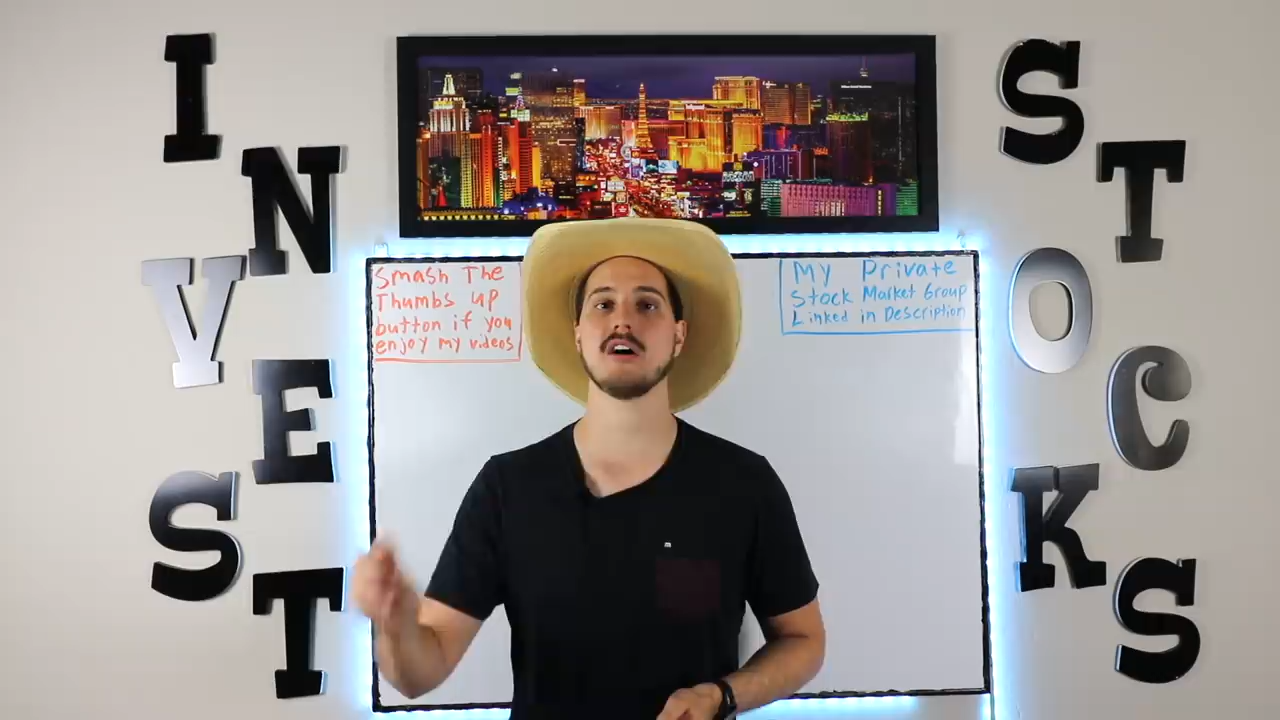 INVEST
STOCKS
Smash The
Thumbs up
button if you
enjoy my videos
My Private
Stock Market Group
Linked in Description